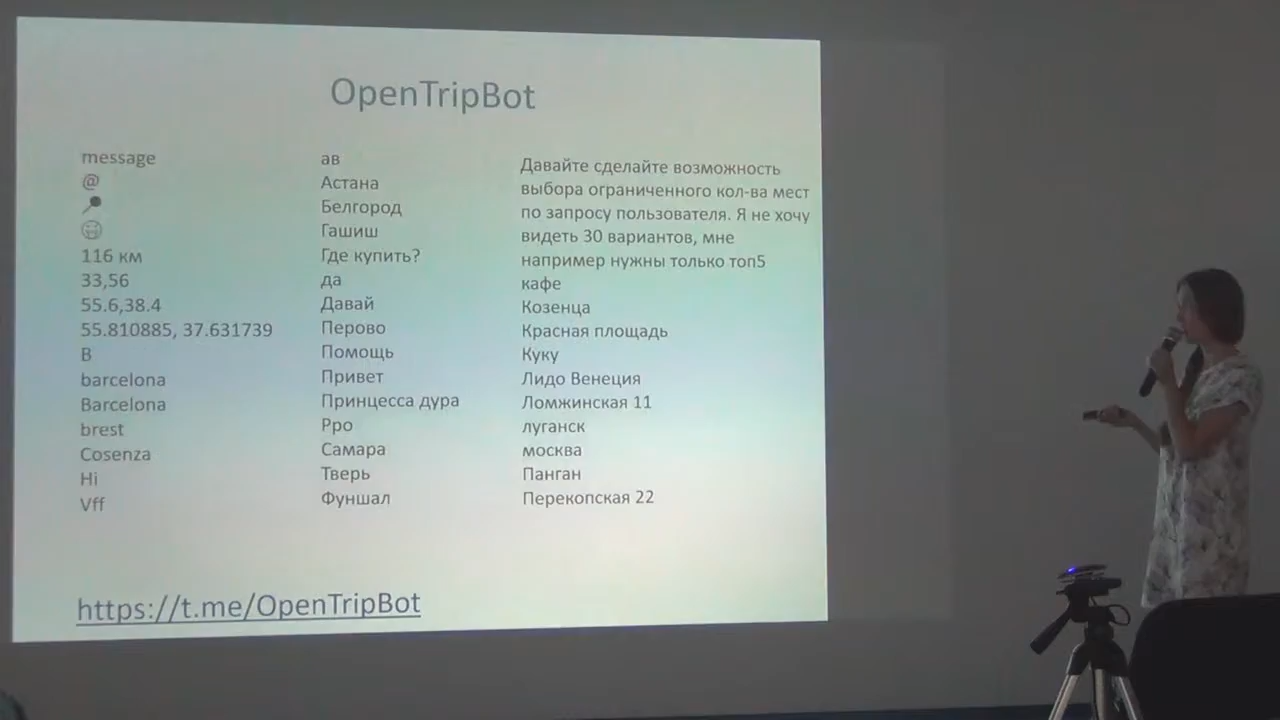 OpenTripBot
message
@
🎤
😃
116 км
33,56
55.6,38.4
55.810885, 37.631739
B
barcelona
Barcelona
brest
Cosenza
Hi
Vff
ав
Астана
Белгород
Гашиш
Где купить?
да
Давай
Перово
Помощь
Привет
Принцесса дура
Рро
Самара
Тверь
Фуншал
Давайте сделайте возможность
выбора ограниченного кол-ва мест
по запросу пользователя. Я не хочу
видеть 30 вариантов, мне
например нужны только топ5
кафе
Козенца
Красная площадь
Куку
Лидо Венеция
Ломжинская 11
луганск
москва
Панган
Перекопская 22
https://t.me/OpenTripBot